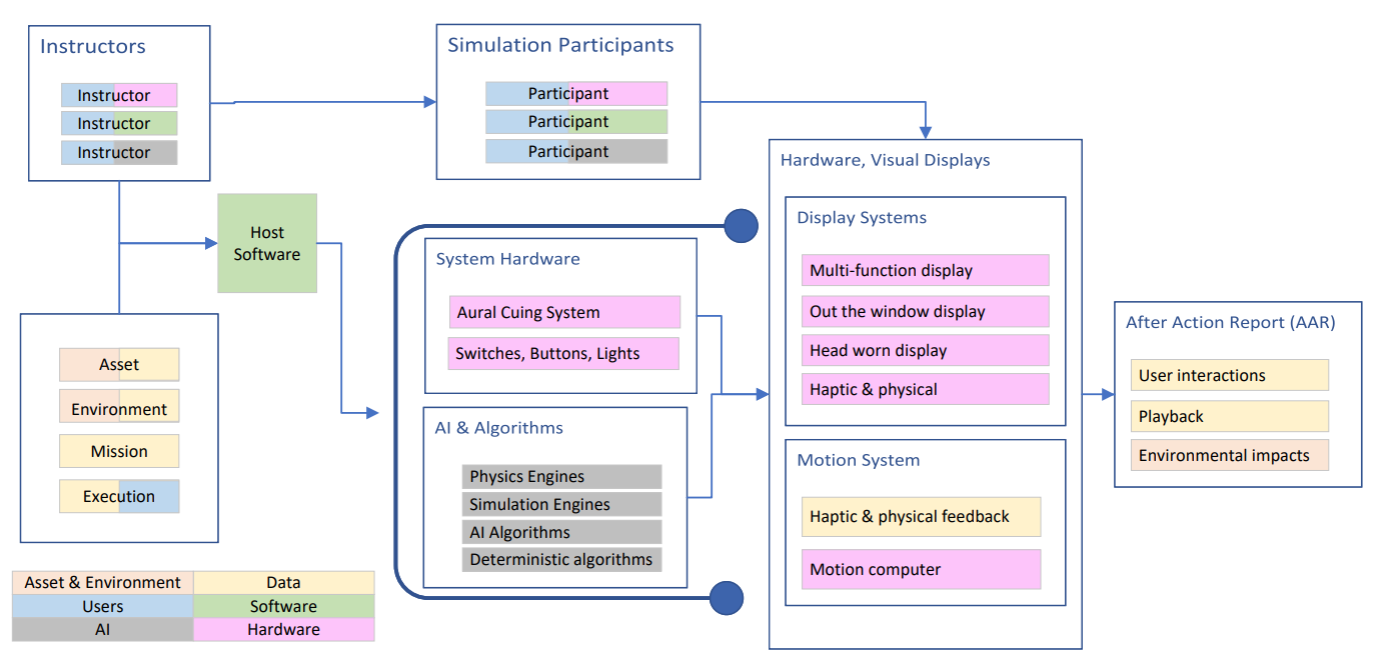 Instructors
Instructor
Instructor
Instructor
Simulation Participants
Participant
Participant
Participant
Host
Software
Asset
Environment
Mission
Execution
System Hardware
Aural Cuing System
Switches, Buttons, Lights
AI & Algorithms
Physics Engines
Simulation Engines
AI Algorithms
Deterministic algorithms
Hardware, Visual Displays
Display Systems
Multi-function display
Out the window display
Head worn display
Haptic & physical
Motion System
Haptic & physical feedback
Motion computer
After Action Report (AAR)
User interactions
Playback
Environmental impacts
Asset & Environment
Data
Users
Software
AI
Hardware